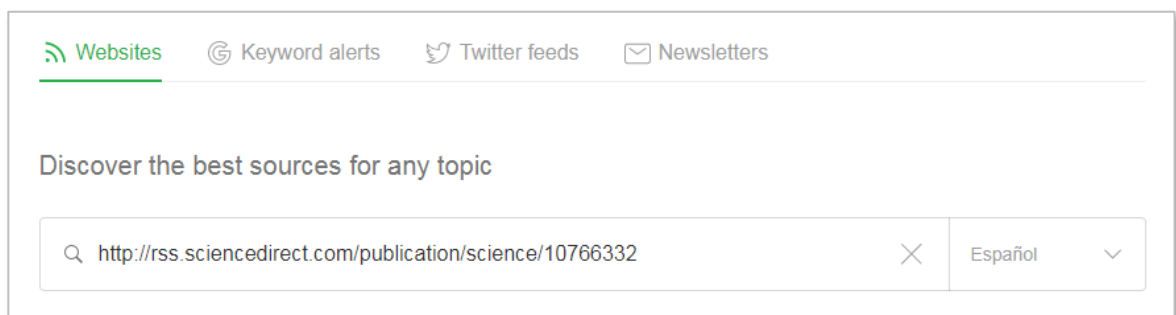 Websites Keyword alerts Twitter feeds Newsletters
Discover the best sources for any topic
http://rss.sciencedirect.com/publication/science/10766332 Español